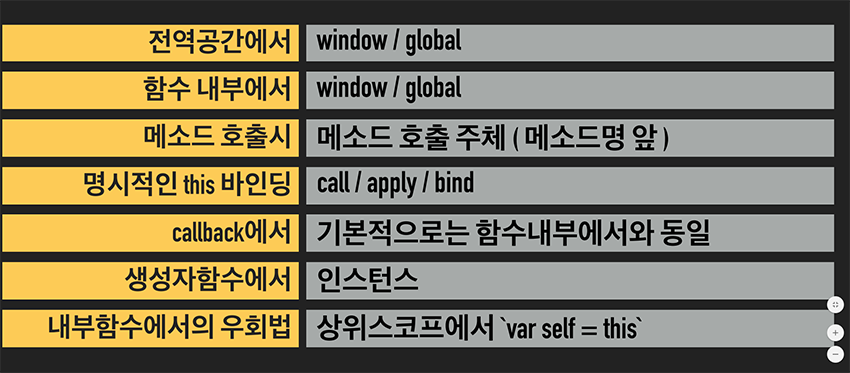 전역공간에서 window / global
함수 내부에서 window / global
메소드 호출시 메소드 호출 주체 ( 메소드명 앞 )
명시적인 this 바인딩 call / apply / bind
callback에서 기본적으로는 함수내부에서와 동일
생성자함수에서 인스턴스
내부함수에서의 우회법 상위스코프에서 `var self = this`